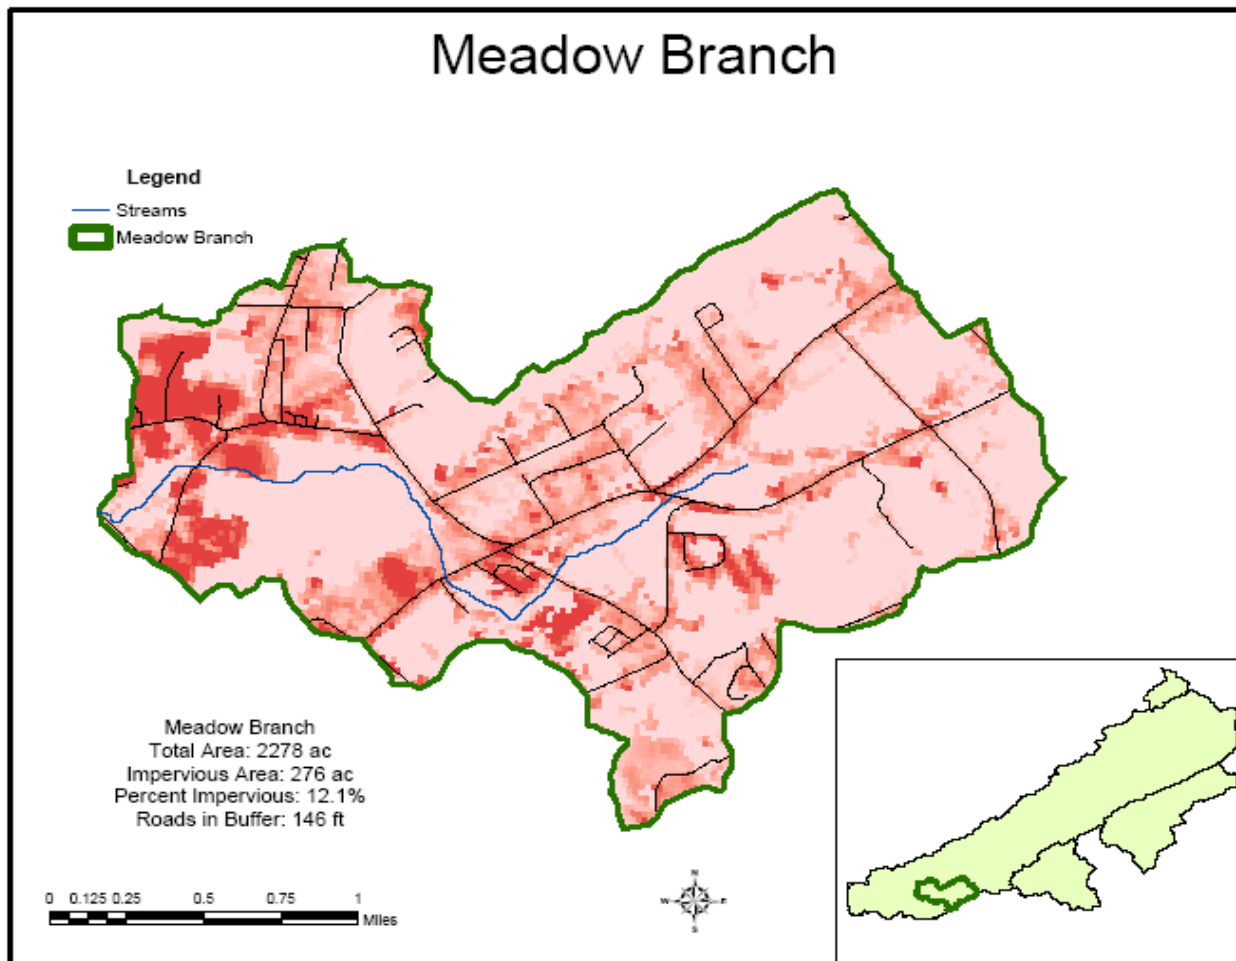 Meadow Branch
Legend
Streams
Meadow Branch
Meadow Branch
Total Area: 2278 ac
Impervious Area: 276 ac
Percent Impervious: 12.1%
Roads in Buffer: 146 ft
0 0.125 0.25 0.5 0.75 1
Miles
N
W E
S